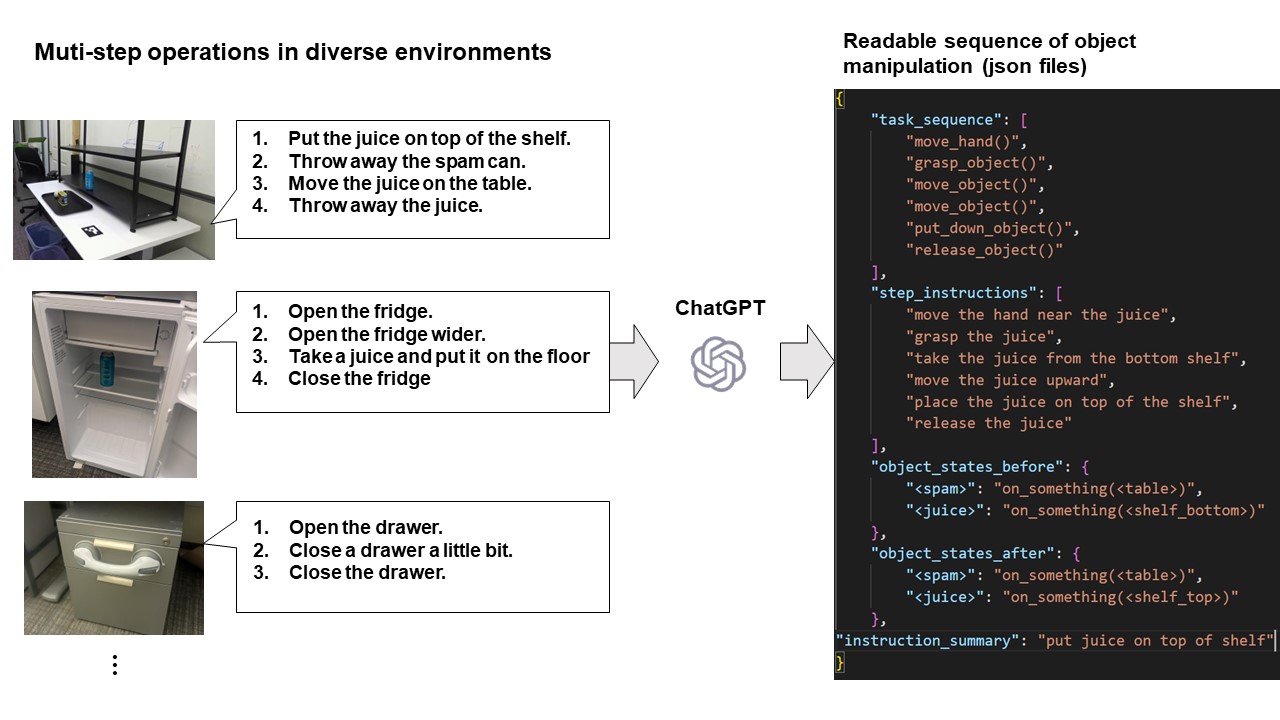 Muti-step operations in diverse environments
1. Put the juice on top of the shelf.
2. Throw away the spam can.
3. Move the juice on the table.
4. Throw away the juice.
1. Open the fridge.
2. Open the fridge wider.
3. Take a juice and put it on the floor
4. Close the fridge
1. Open the drawer.
2. Close a drawer a little bit.
3. Close the drawer.
ChatGPT
Readable sequence of object
manipulation (json files)
{
"task_sequence": [
"move_hand()",
"grasp_object()",
"move_object()",
"move_object()",
"put_down_object()",
"release_object()"
],
"step_instructions": [
"move the hand near the juice",
"grasp the juice",
"take the juice from the bottom shelf",
"move the juice upward",
"place the juice on top of the shelf",
"release the juice"
],
"object_states_before": {
"<spam>": "on_something(<table>)",
"<juice>": "on_something(<shelf_bottom>)"
},
"object_states_after": {
"<spam>": "on_something(<table>)",
"<juice>": "on_something(<shelf_top>)"
},
"instruction_summary": "put juice on top of shelf"
}